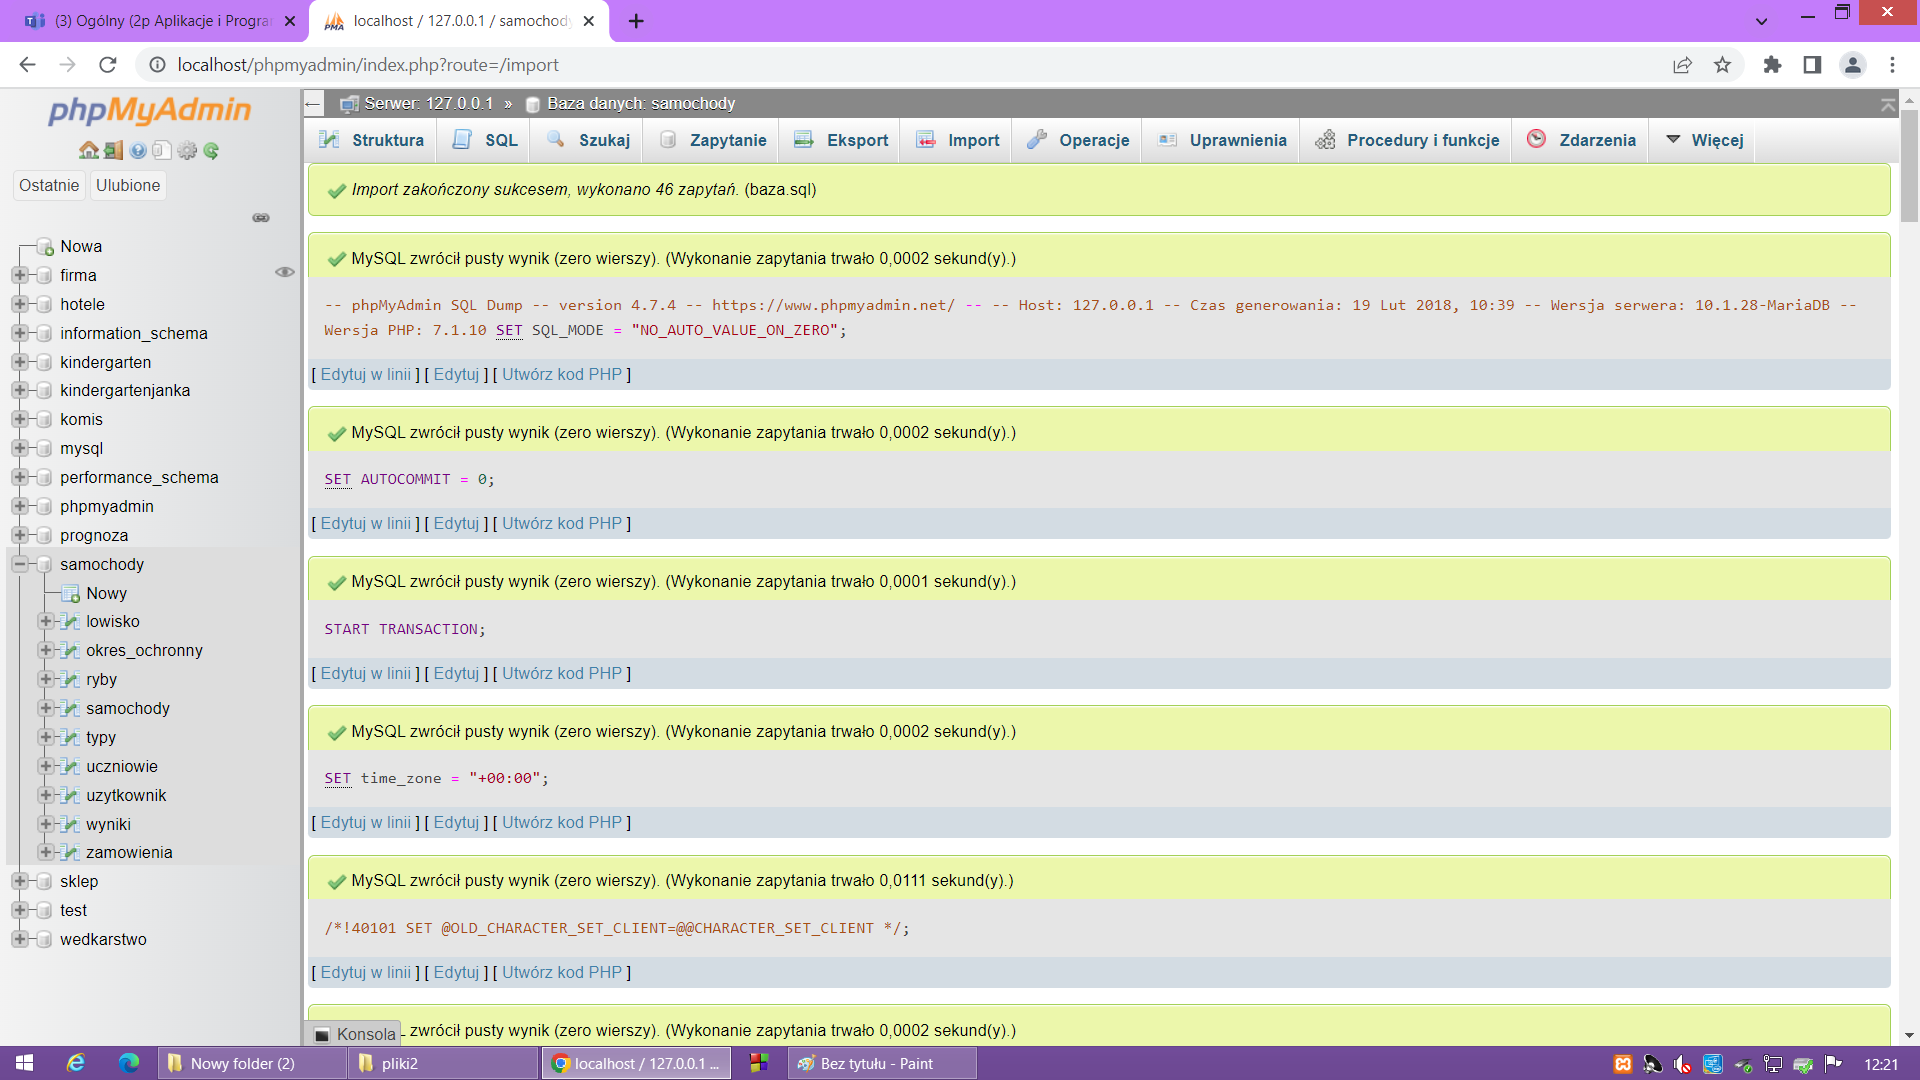 (3) Ogólny (2p Aplikacje i Progra
localhost / 127.0.0.1 / samochody
localhost/phpmyadmin/index.php?route=/import
phpMyAdmin
Ostatnie
Ulubione
Nowa
firma
hotele
information_schema
kindergarten
kindergartenjanka
komis
mysql
performance_schema
phpmyadmin
prognoza
samochody
Nowy
lowisko
okres_ochronny
ryby
samochody
typy
uczniowie
uzytkownik
wyniki
zamowienia
sklep
test
wedkarstwo
Serwer: 127.0.0.1 » Baza danych: samochody
Struktura SQL Szukaj Zapytanie Eksport Import Operacje Uprawnienia Procedury i funkcje Zdarzenia Więcej
Import zakończony sukcesem, wykonano 46 zapytań. (baza.sql)
MySQL zwrócił pusty wynik (zero wierszy). (Wykonanie zapytania trwało 0,0002 sekund(y).)
-- phpMyAdmin SQL Dump -- version 4.7.4 -- https://www.phpmyadmin.net/ -- -- Host: 127.0.0.1 -- Czas generowania: 19 Lut 2018, 10:39 -- Wersja serwera: 10.1.28-MariaDB --
Wersja PHP: 7.1.10 SET SQL_MODE = "NO_AUTO_VALUE_ON_ZERO";
[ Edytuj w linii ] [ Edytuj ] [ Utwórz kod PHP ]
MySQL zwrócił pusty wynik (zero wierszy). (Wykonanie zapytania trwało 0,0002 sekund(y).)
SET AUTOCOMMIT = 0;
[ Edytuj w linii ] [ Edytuj ] [ Utwórz kod PHP ]
MySQL zwrócił pusty wynik (zero wierszy). (Wykonanie zapytania trwało 0,0001 sekund(y).)
START TRANSACTION;
[ Edytuj w linii ] [ Edytuj ] [ Utwórz kod PHP ]
MySQL zwrócił pusty wynik (zero wierszy). (Wykonanie zapytania trwało 0,0002 sekund(y).)
SET time_zone = "+00:00";
[ Edytuj w linii ] [ Edytuj ] [ Utwórz kod PHP ]
MySQL zwrócił pusty wynik (zero wierszy). (Wykonanie zapytania trwało 0,0111 sekund(y).)
/*!40101 SET @OLD_CHARACTER_SET_CLIENT=@@CHARACTER_SET_CLIENT */;
[ Edytuj w linii ] [ Edytuj ] [ Utwórz kod PHP ]
Konsola
zwrócił pusty wynik (zero wierszy). (Wykonanie zapytania trwało 0,0002 sekund(y).)
Nowy folder (2)
pliki2
localhost / 127.0.0.1 ...
Bez tytułu - Paint
12:21